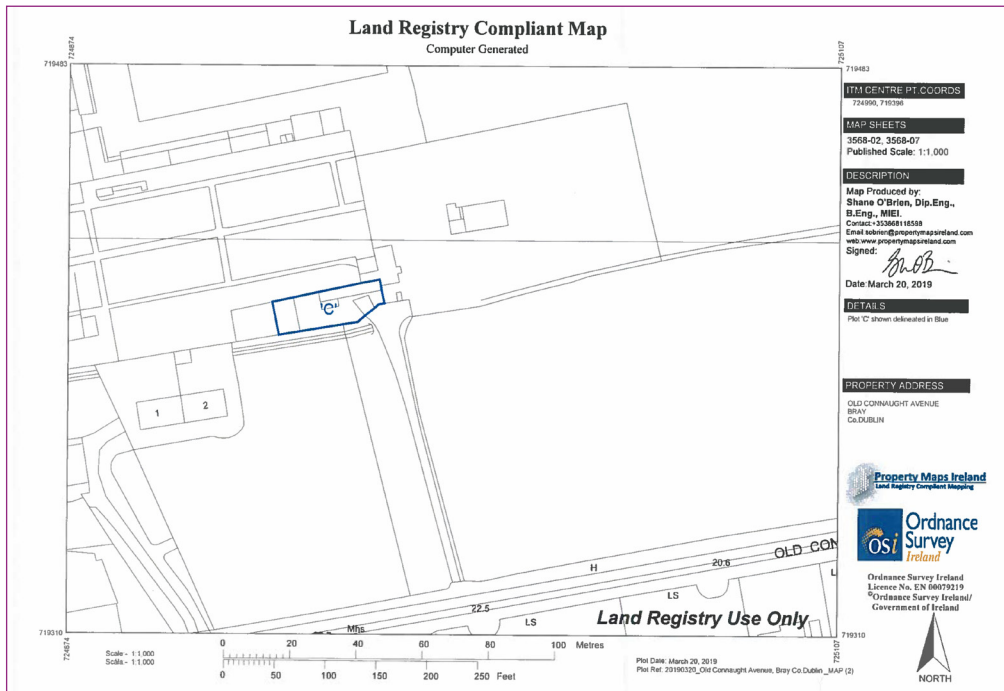 Land Registry Compliant Map
Computer Generated
724874
725107
719483
719483
ITM CENTRE PT.COORDS
724990, 719396
MAP SHEETS
3568-02, 3568-07
Published Scale: 1:1,000
DESCRIPTION
Map Produced by:
Shane O'Brien, Dip.Eng.,
B.Eng., MIEI.
Contact:+353868116598
Email:sobrien@propertymapsireland.com
web:www.propertymapsireland.com
Signed:
Date:March 20, 2019
DETAILS
Plot 'C' shown delineated in Blue
PROPERTY ADDRESS
OLD CONNAUGHT AVENUE
BRAY
Co.DUBLIN
Property Maps Ireland
Land Registry Compliant Mapping
osi
Ordnance
Survey
Ireland
Ordnance Survey Ireland
Licence No. EN 00079219
©Ordnance Survey Ireland/
Government of Ireland
NORTH
'C'
1
2
OLD CON
20.6
H
LS
L
22.5
LS
Mhs
Land Registry Use Only
719310
719310
724874
725107
Scale - 1:1,000
Scale - 1:1,000
0 20 40 60 80 100 Metres
0 50 100 150 200 250 Feet
Plot Date: March 20, 2019
Plot Ref. 20190320_Old Connaught Avenue, Bray Co.Dublin_MAP (2)